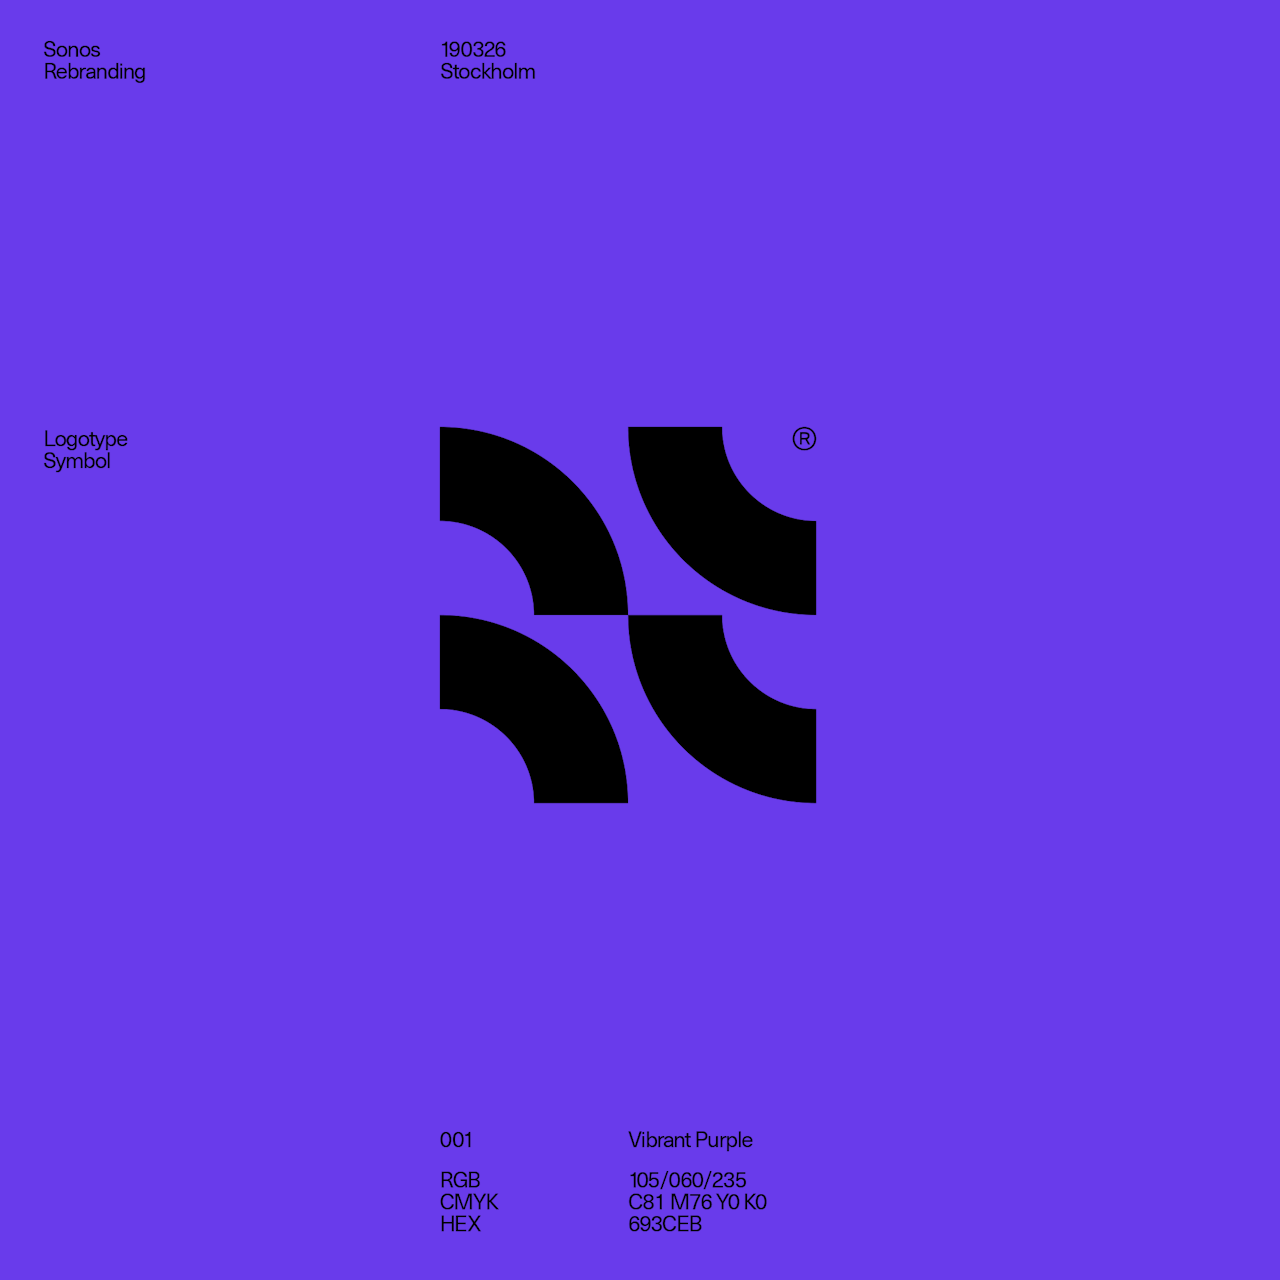 Sonos
Rebranding
190326
Stockholm
Logotype
Symbol
®
001
Vibrant Purple
RGB
105/060/235
CMYK
C81 M76 Y0 K0
HEX
693CEB